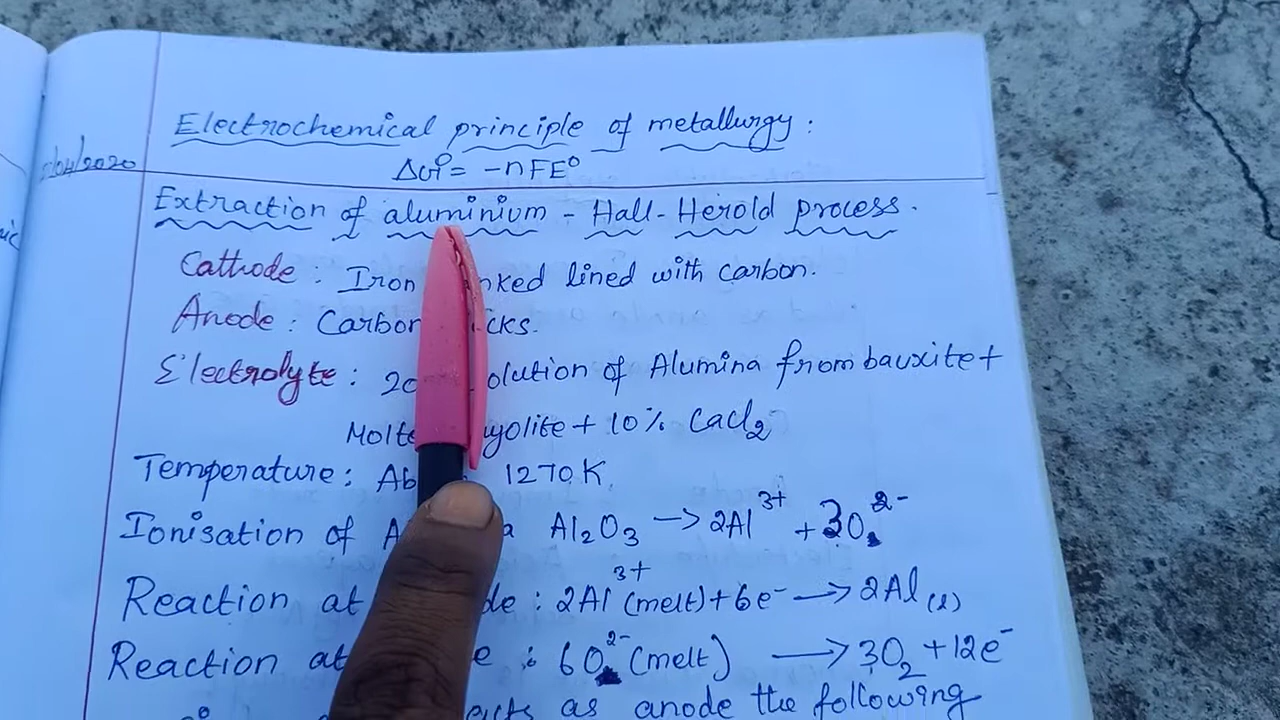 Electrochemical principle of metallurgy :
/04/2020
ΔG° = -nFE°
Extraction of aluminium - Hall-Herold process.
Cathode : Iron nked lined with carbon.
Anode : Carbon cks.
Electrolyte : 20 olution of Alumina from bauxite +
Molte yolite + 10% CaCl₂
Temperature : Ab 1270K.
Ionisation of A a Al₂O₃ → 2Al³⁺ + 3O²⁻
Reaction at de : 2Al³⁺ (melt) + 6e⁻ → 2Al (l)
Reaction at e : 6O²⁻ (melt) → 3O₂ + 12e⁻
acts as anode the following